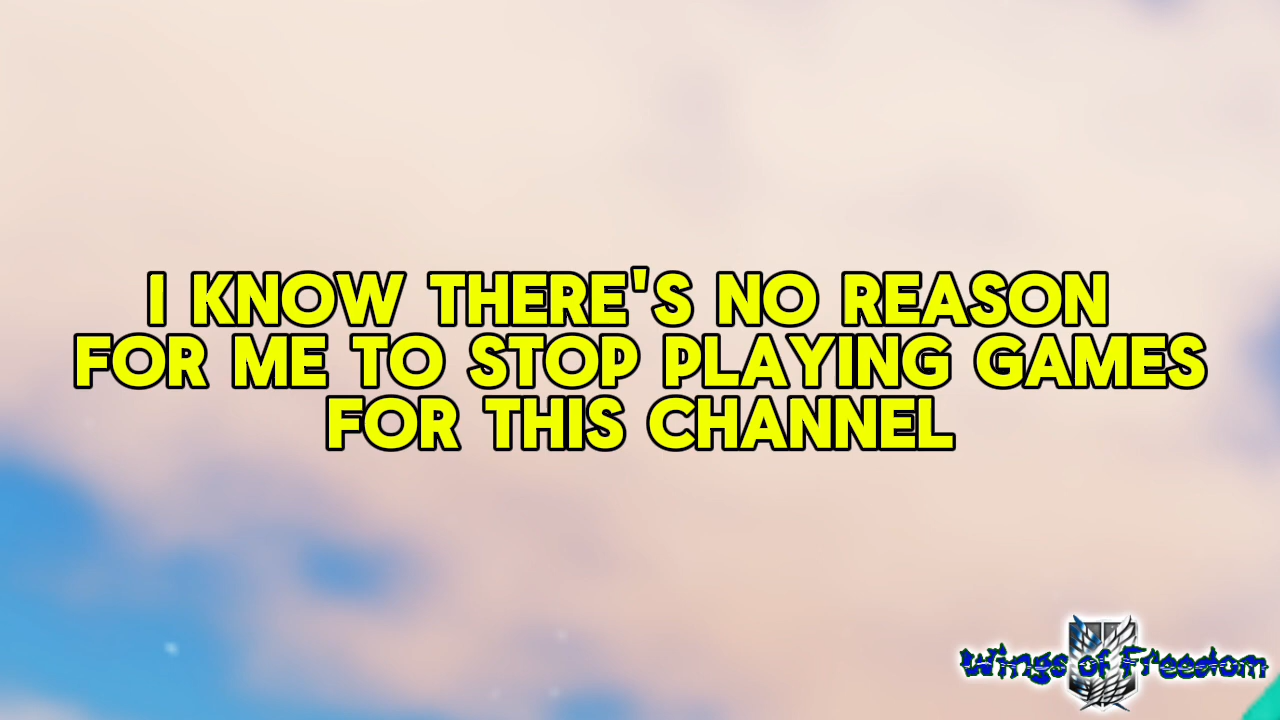 I KNOW THERE'S NO REASON
FOR ME TO STOP PLAYING GAMES
FOR THIS CHANNEL
Wings of Freedom